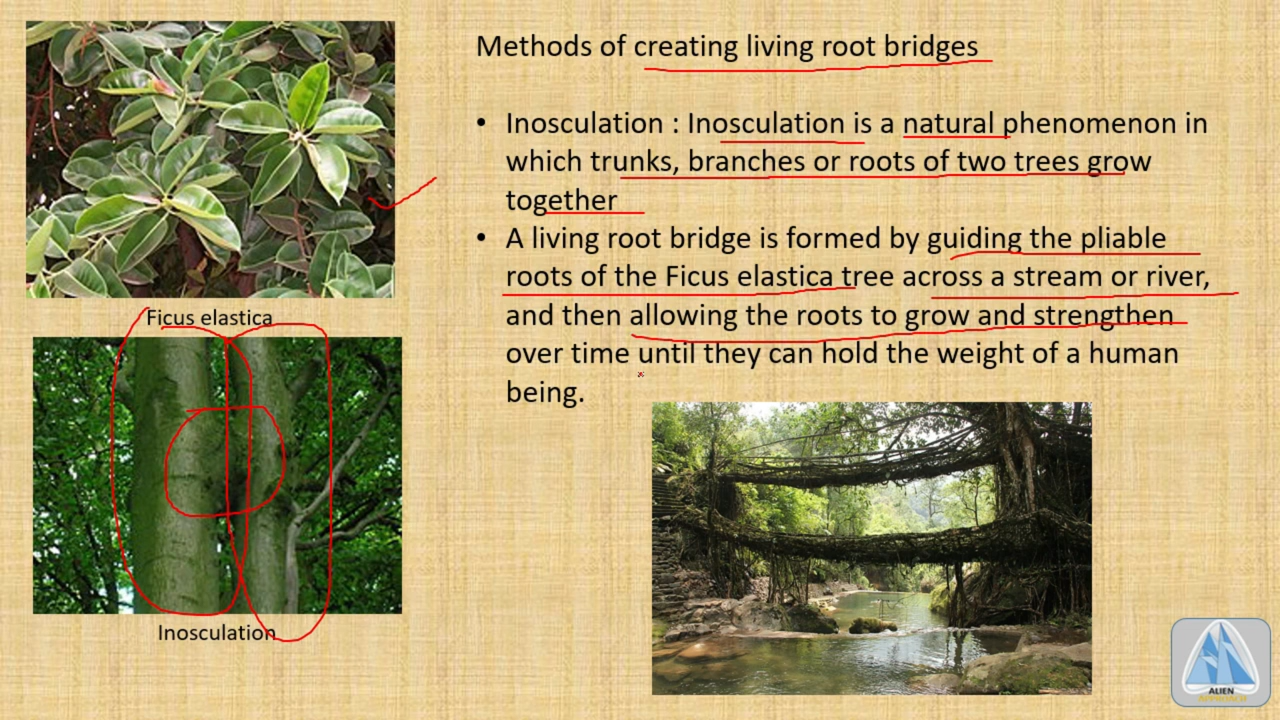 Methods of creating living root bridges
• Inosculation : Inosculation is a natural phenomenon in
which trunks, branches or roots of two trees grow
together
• A living root bridge is formed by guiding the pliable
roots of the Ficus elastica tree across a stream or river,
and then allowing the roots to grow and strengthen
over time until they can hold the weight of a human
being.
Ficus elastica
Inosculation
ALIEN